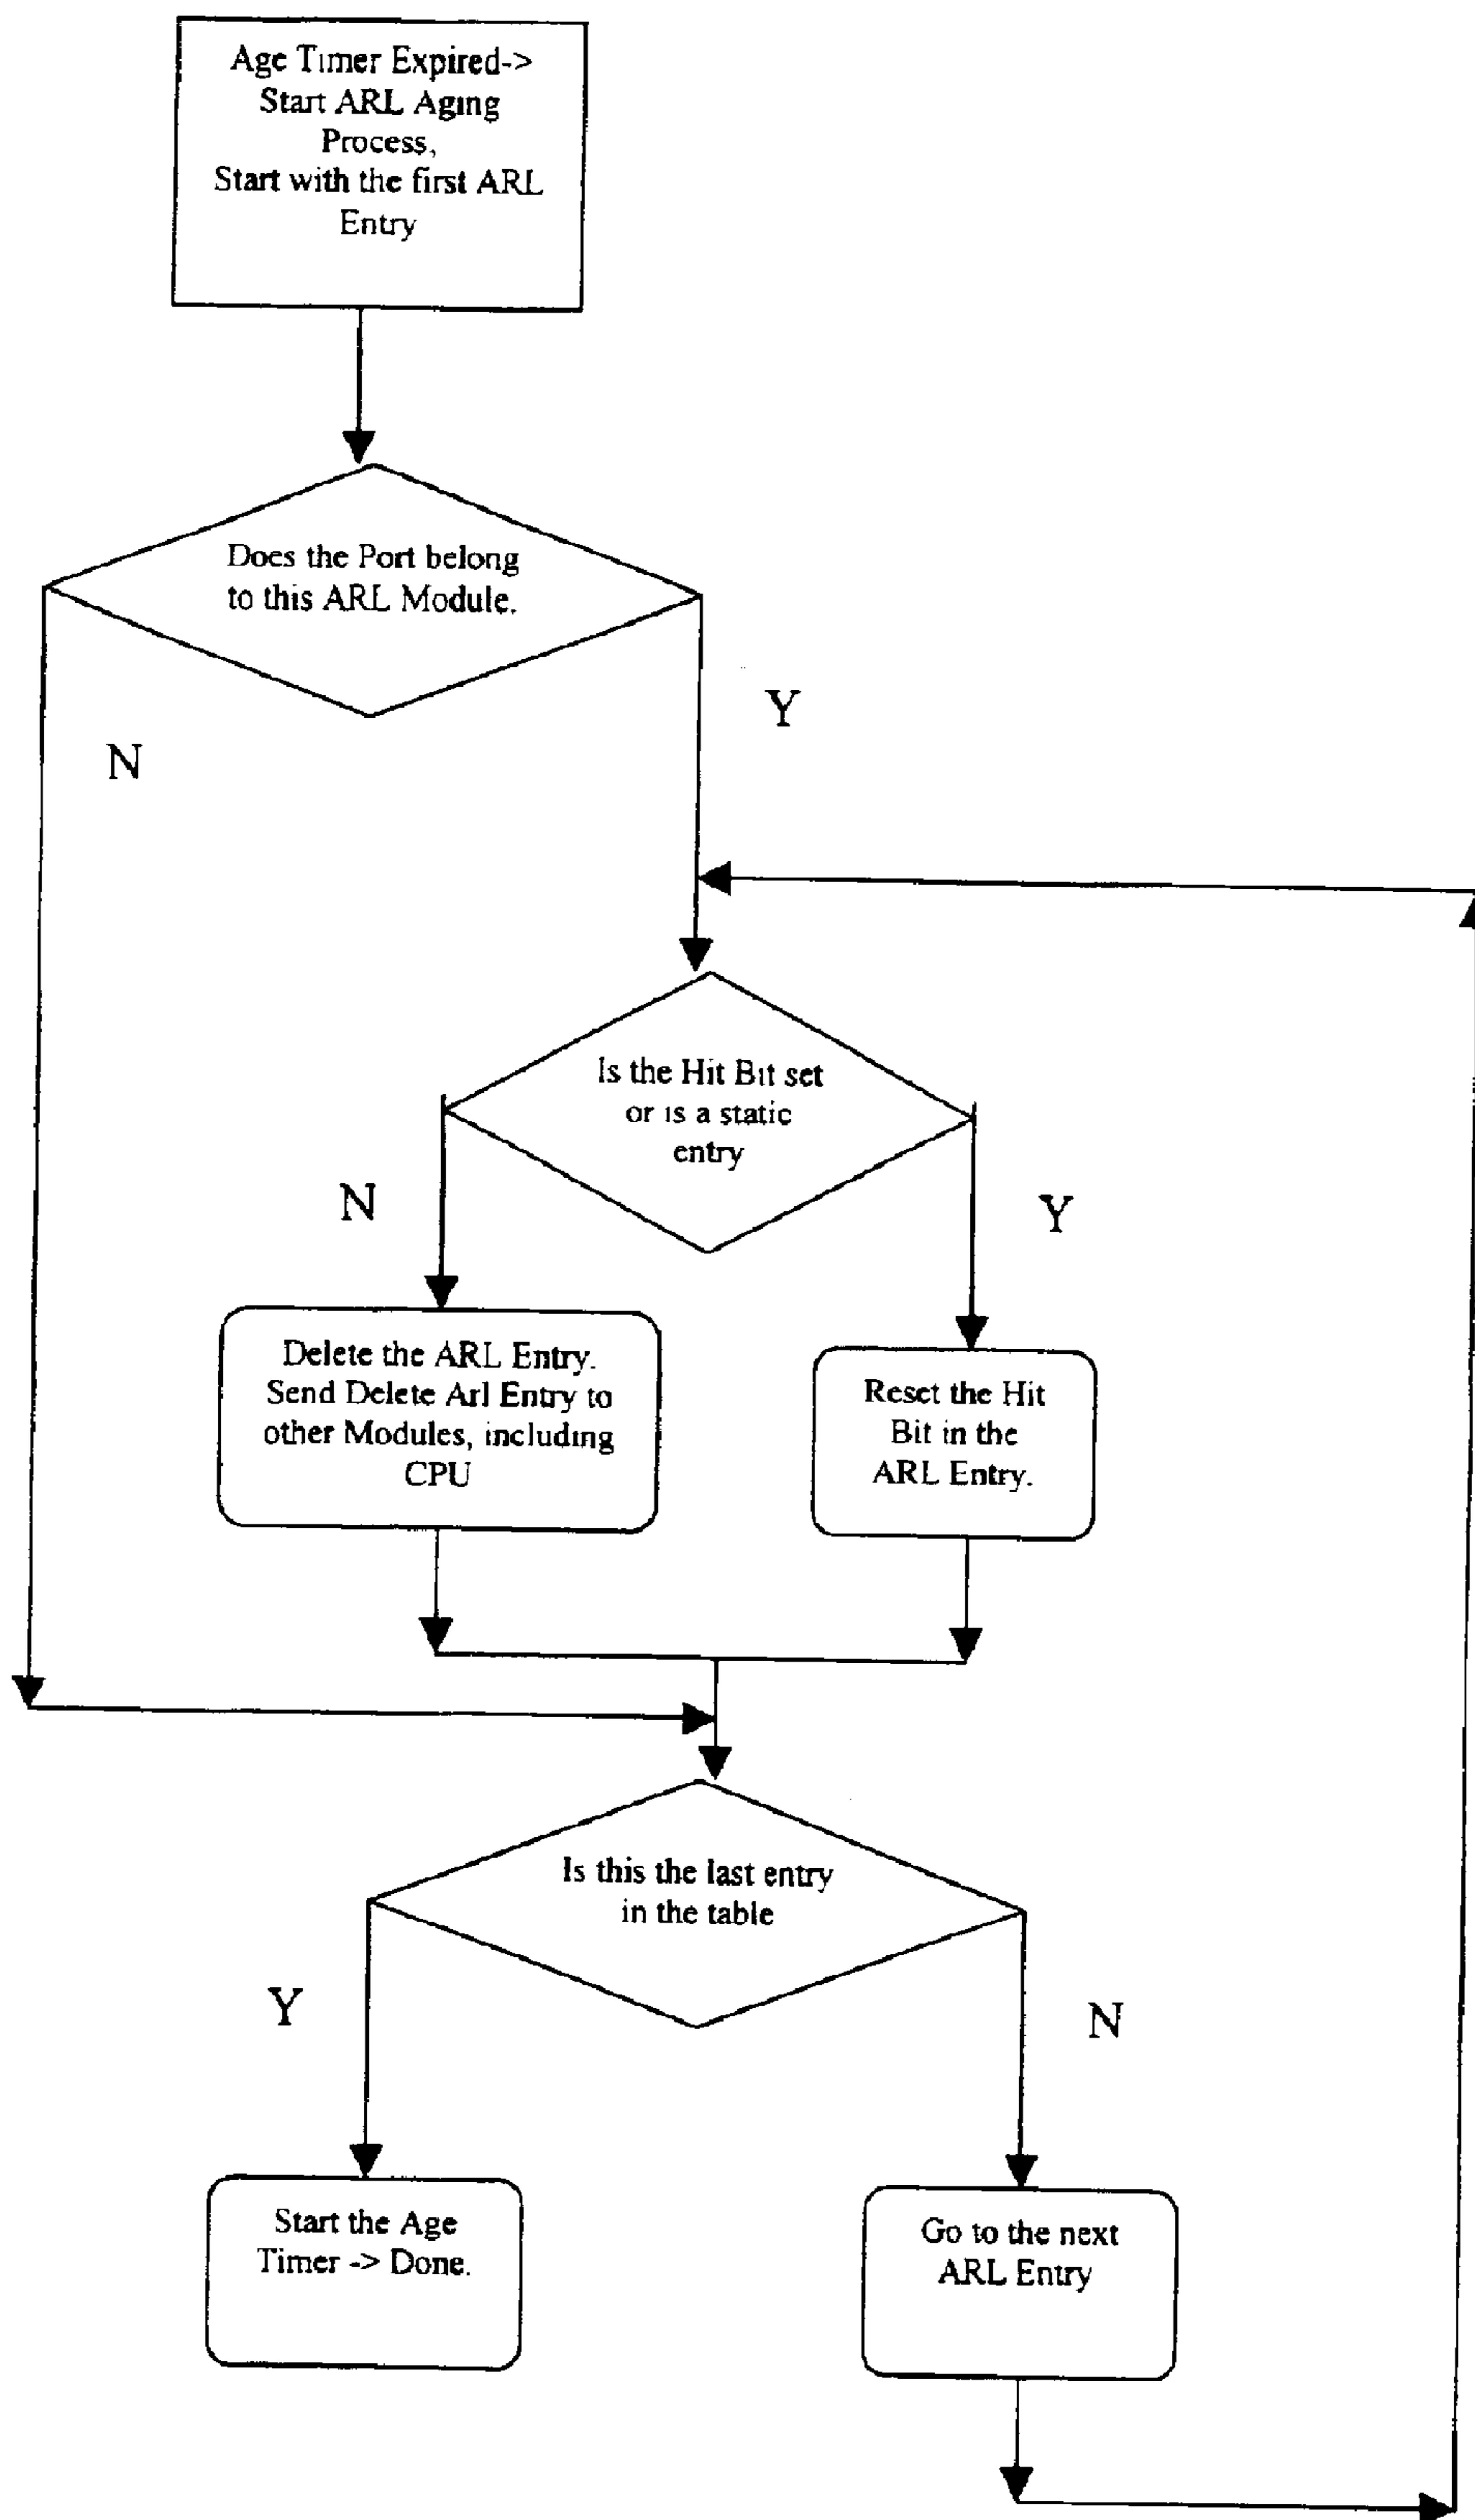 Age Timer Expired->
Start ARL Aging
Process,
Start with the first ARL
Entry
Does the Port belong
to this ARL Module.
Y
N
Is the Hit Bit set
or is a static
entry
N
Y
Delete the ARL Entry.
Send Delete Arl Entry to
other Modules, including
CPU
Reset the Hit
Bit in the
ARL Entry.
Is this the last entry
in the table
Y
N
Start the Age
Timer -> Done.
Go to the next
ARL Entry